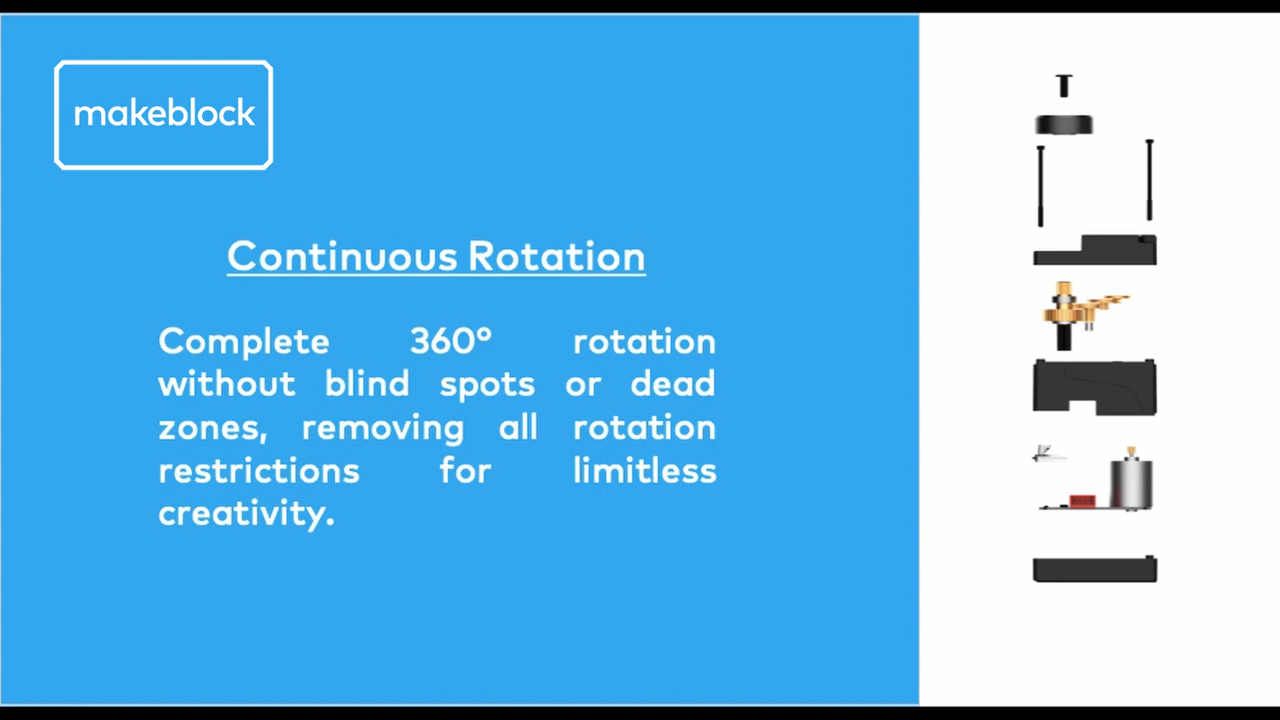 makeblock
Continuous Rotation
Complete 360° rotation
without blind spots or dead
zones, removing all rotation
restrictions for limitless
creativity.